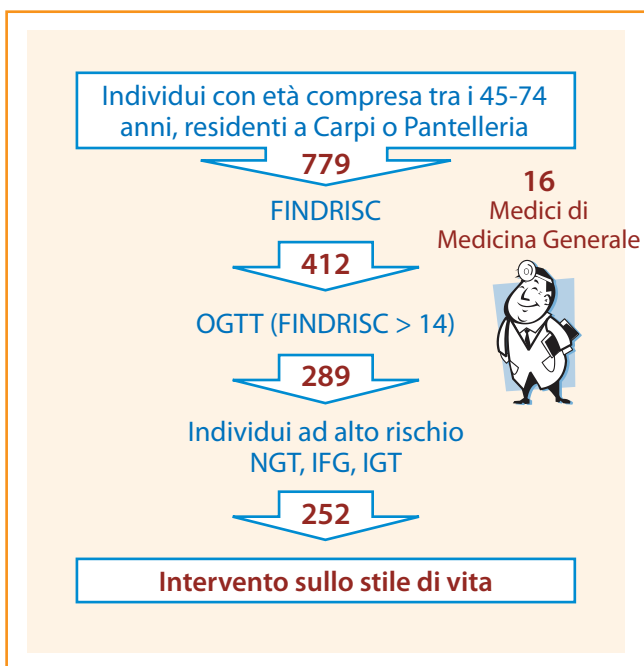 Individui con età compresa tra i 45-74
anni, residenti a Carpi o Pantelleria
779
FINDRISC
16
Medici di
Medicina Generale
412
OGTT (FINDRISC > 14)
289
Individui ad alto rischio
NGT, IFG, IGT
252
Intervento sullo stile di vita